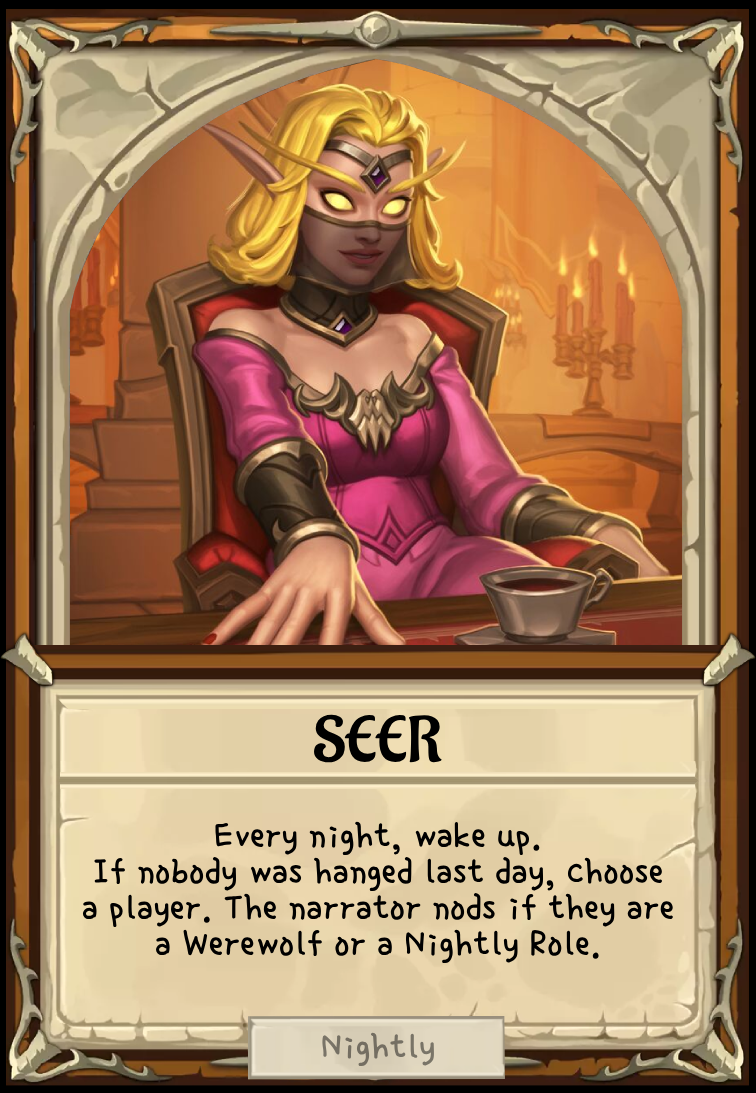 SEER
Every night, wake up.
If nobody was hanged last day, choose
a player. The narrator nods if they are
a Werewolf or a Nightly Role.
Nightly